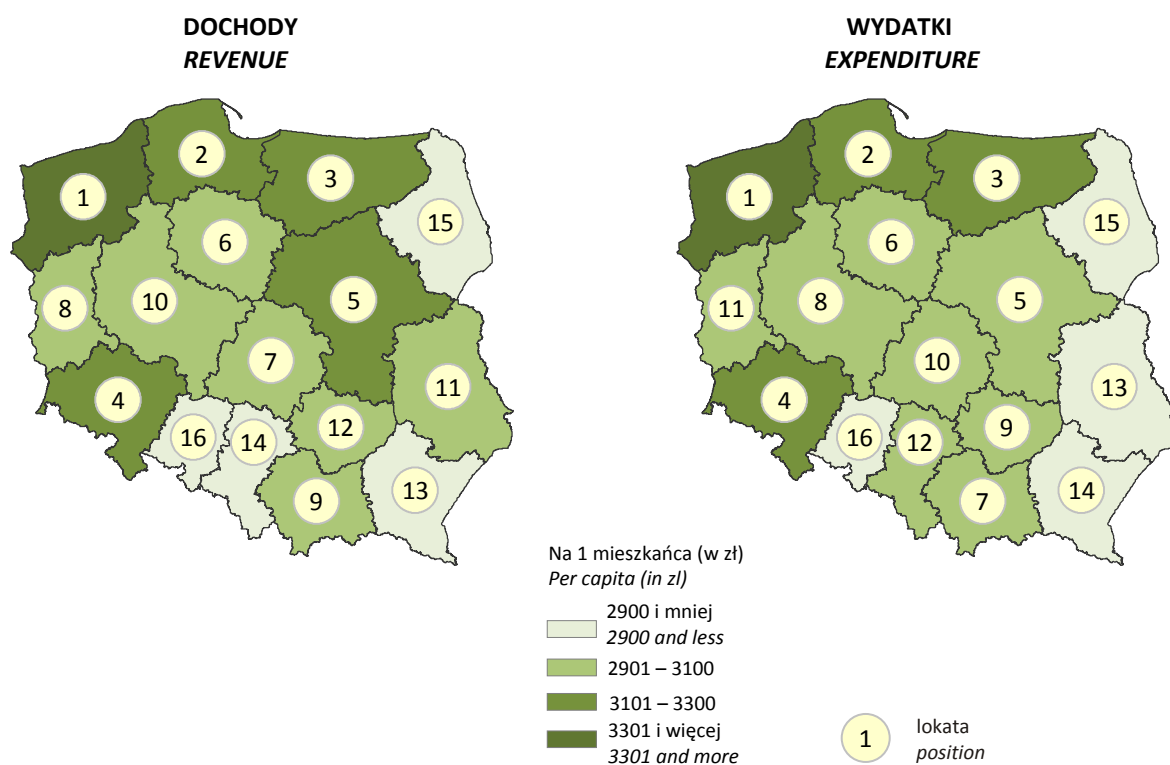 DOCHODY
REVENUE
WYDATKI
EXPENDITURE
2
3
1
15
6
5
8
10
7
11
4
12
16
14
13
9
2
3
1
15
6
5
11
8
10
13
4
9
16
12
14
7
Na 1 mieszkańca (w zł)
Per capita (in zl)
2900 i mniej
2900 and less
2901 – 3100
3101 – 3300
3301 i więcej
3301 and more
1
lokata
position